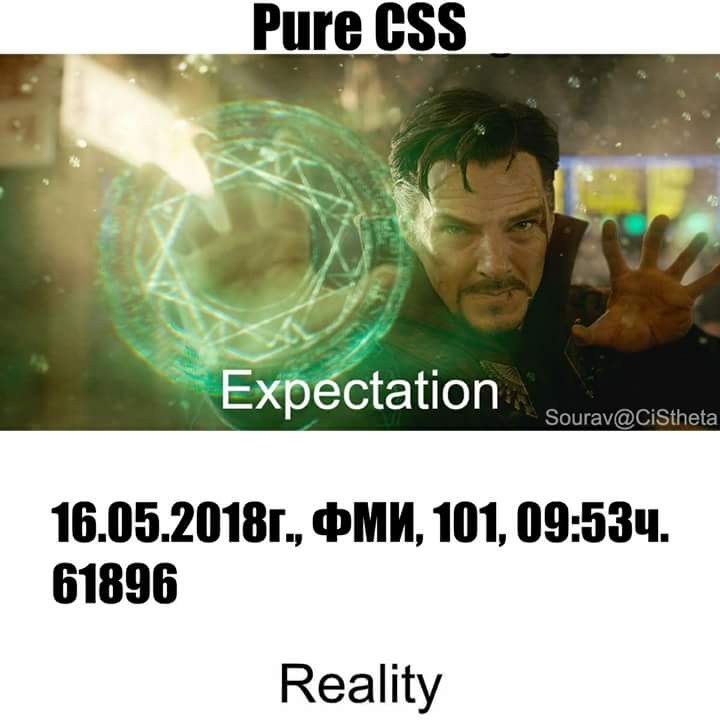 Pure CSS
Expectation
Sourav@CiStheta
16.05.2018г., ФМИ, 101, 09:53ч.
61896
Reality